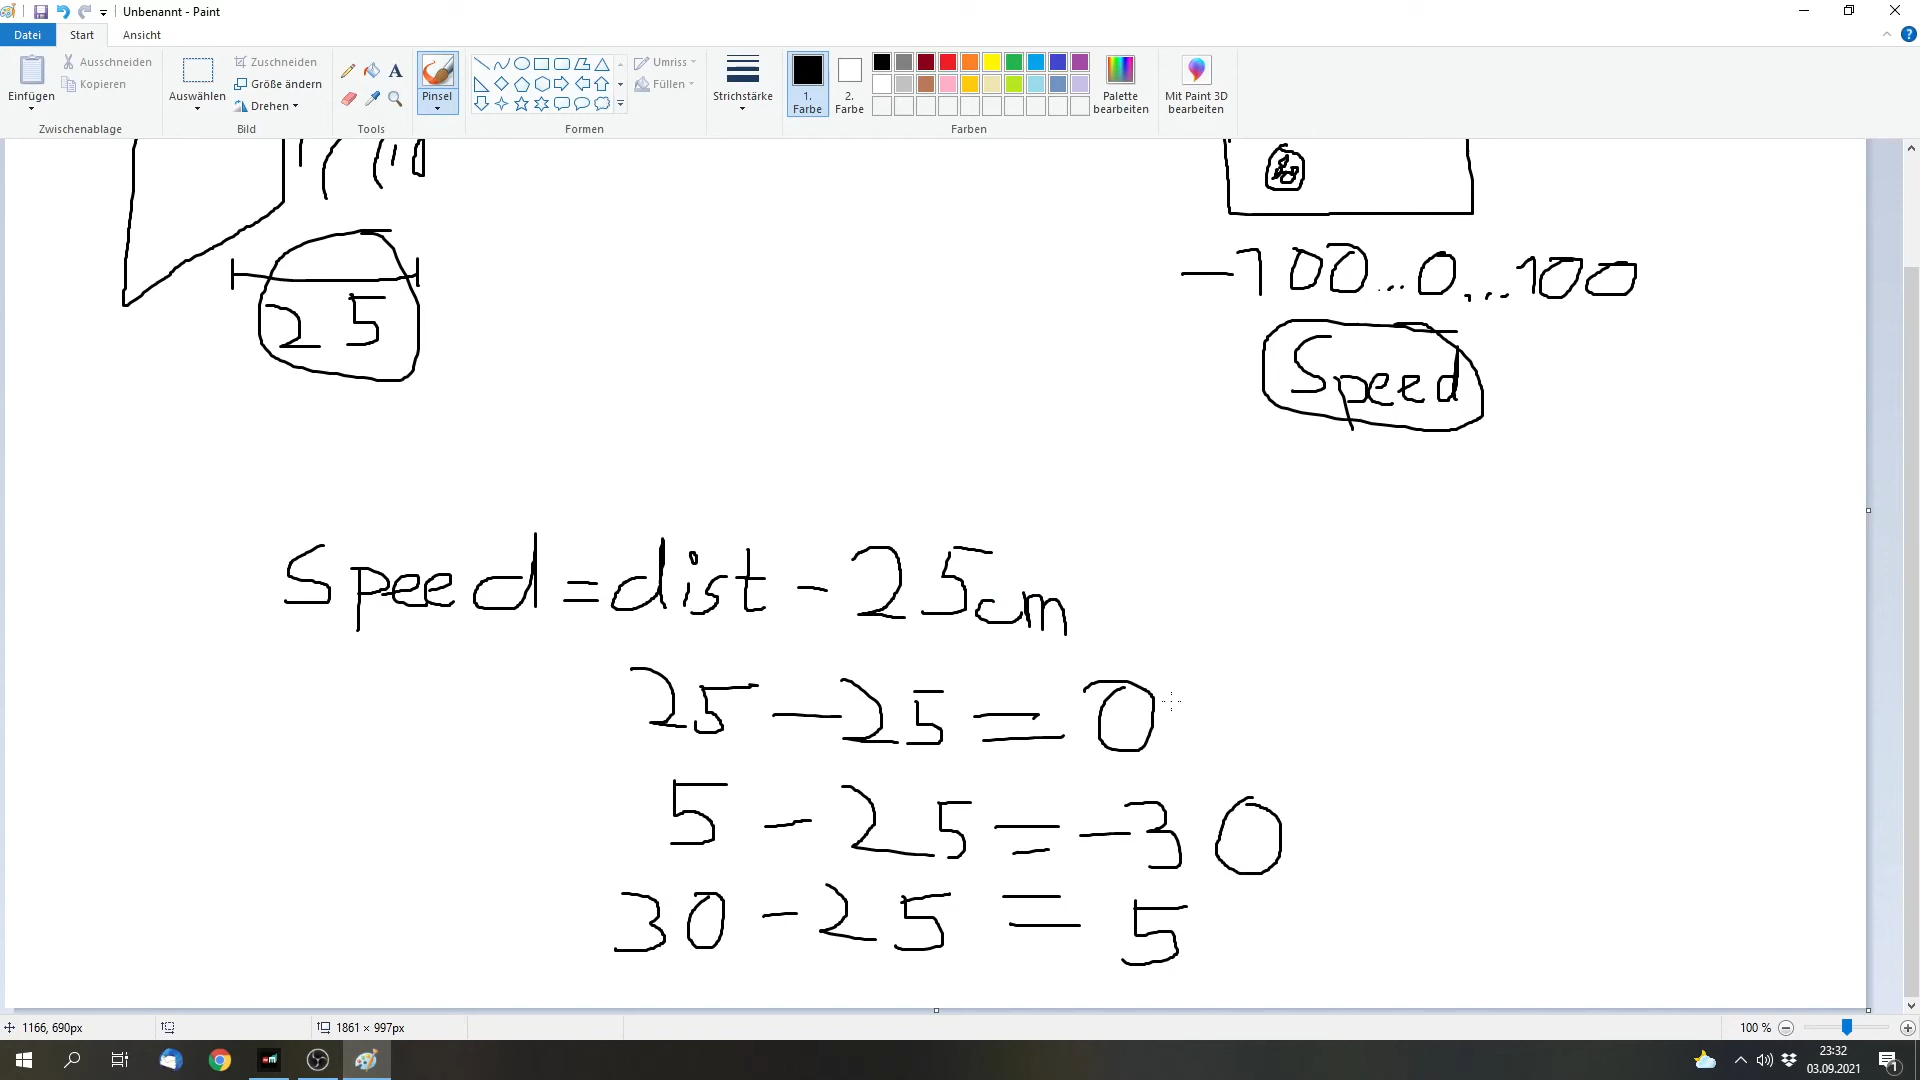 Unbenannt - Paint
Datei Start Ansicht
Einfügen
Ausschneiden
Kopieren
Zwischenablage
Auswählen
Zuschneiden
Größe ändern
Drehen
Bild
A
Tools
Pinsel
Umriss
Füllen
Formen
Strichstärke
1. Farbe
2. Farbe
Farben
Palette bearbeiten
Mit Paint 3D bearbeiten
25
-100...0...100
Speed
Speed = dist - 25cm
25 - 25 = 0
5 - 25 = -30
30 - 25 = 5
1166, 690px
1861 × 997px
100 %
23:32
03.09.2021
1